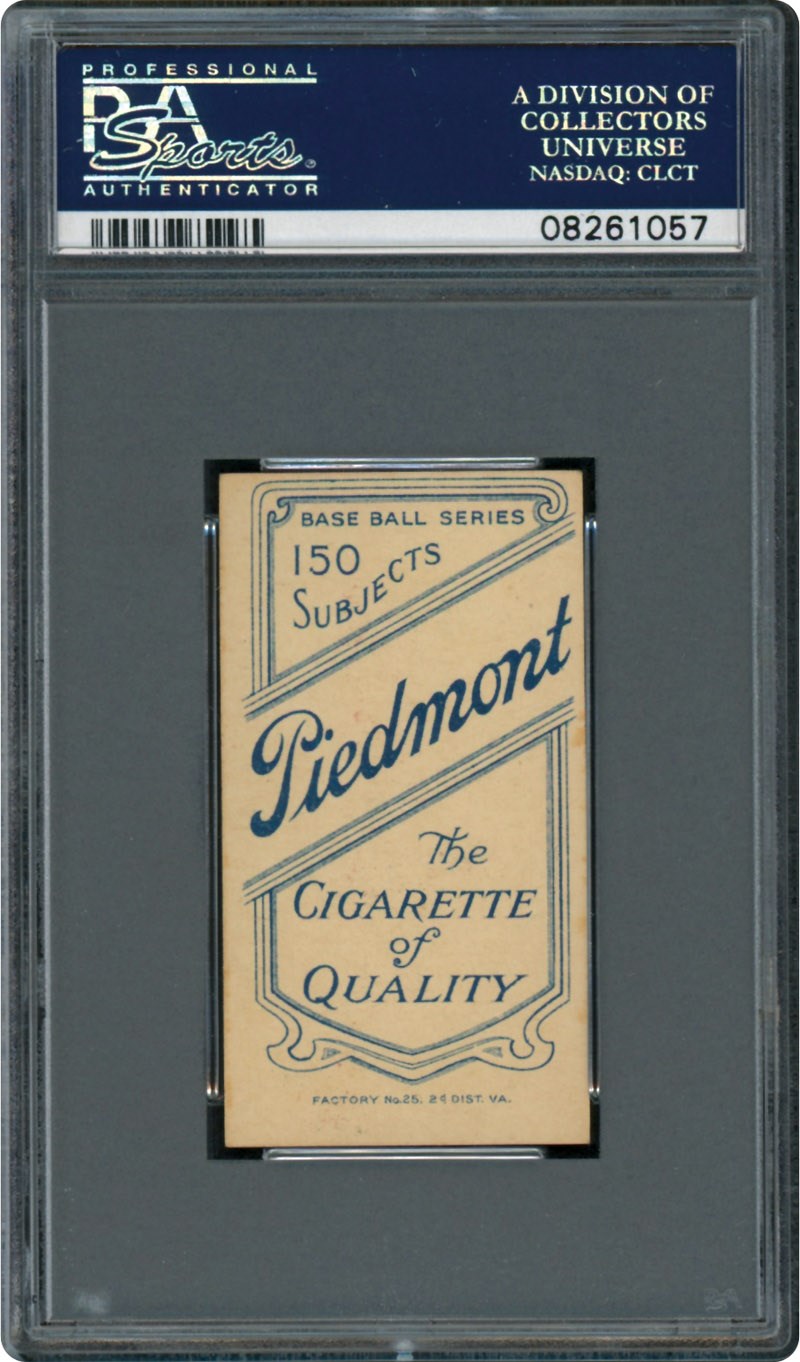 PROFESSIONAL
PSA
Sports
AUTHENTICATOR
A DIVISION OF
COLLECTORS
UNIVERSE
NASDAQ: CLCT
08261057
BASE BALL SERIES
150
SUBJECTS
Piedmont
The
CIGARETTE
of
QUALITY
FACTORY No. 25, 2d DIST. VA.